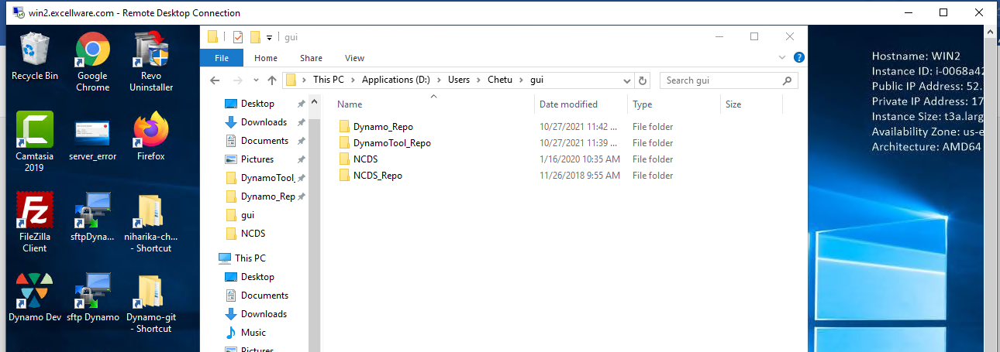 win2.excellware.com - Remote Desktop Connection
Recycle Bin
Google
Chrome
Revo
Uninstaller
Camtasia
2019
server_error
Firefox
FileZilla
Client
sftpDyna...
niharika-ch...
- Shortcut
Dynamo Dev
sftp Dynamo
Dynamo-git
- Shortcut
gui
File
Home
Share
View
This PC
Applications (D:)
Users
Chetu
gui
Search gui
Desktop
Downloads
Documents
Pictures
DynamoTool_
Dynamo_Rep
gui
NCDS
This PC
Desktop
Documents
Downloads
Music
Pictures
Name
Date modified
Type
Size
Dynamo_Repo
10/27/2021 11:42 ...
File folder
DynamoTool_Repo
10/27/2021 11:39 ...
File folder
NCDS
1/16/2020 10:35 AM
File folder
NCDS_Repo
11/26/2018 9:55 AM
File folder
Hostname: WIN2
Instance ID: i-0068a42
Public IP Address: 52.
Private IP Address: 17
Instance Size: t3a.larg
Availability Zone: us-e
Architecture: AMD64